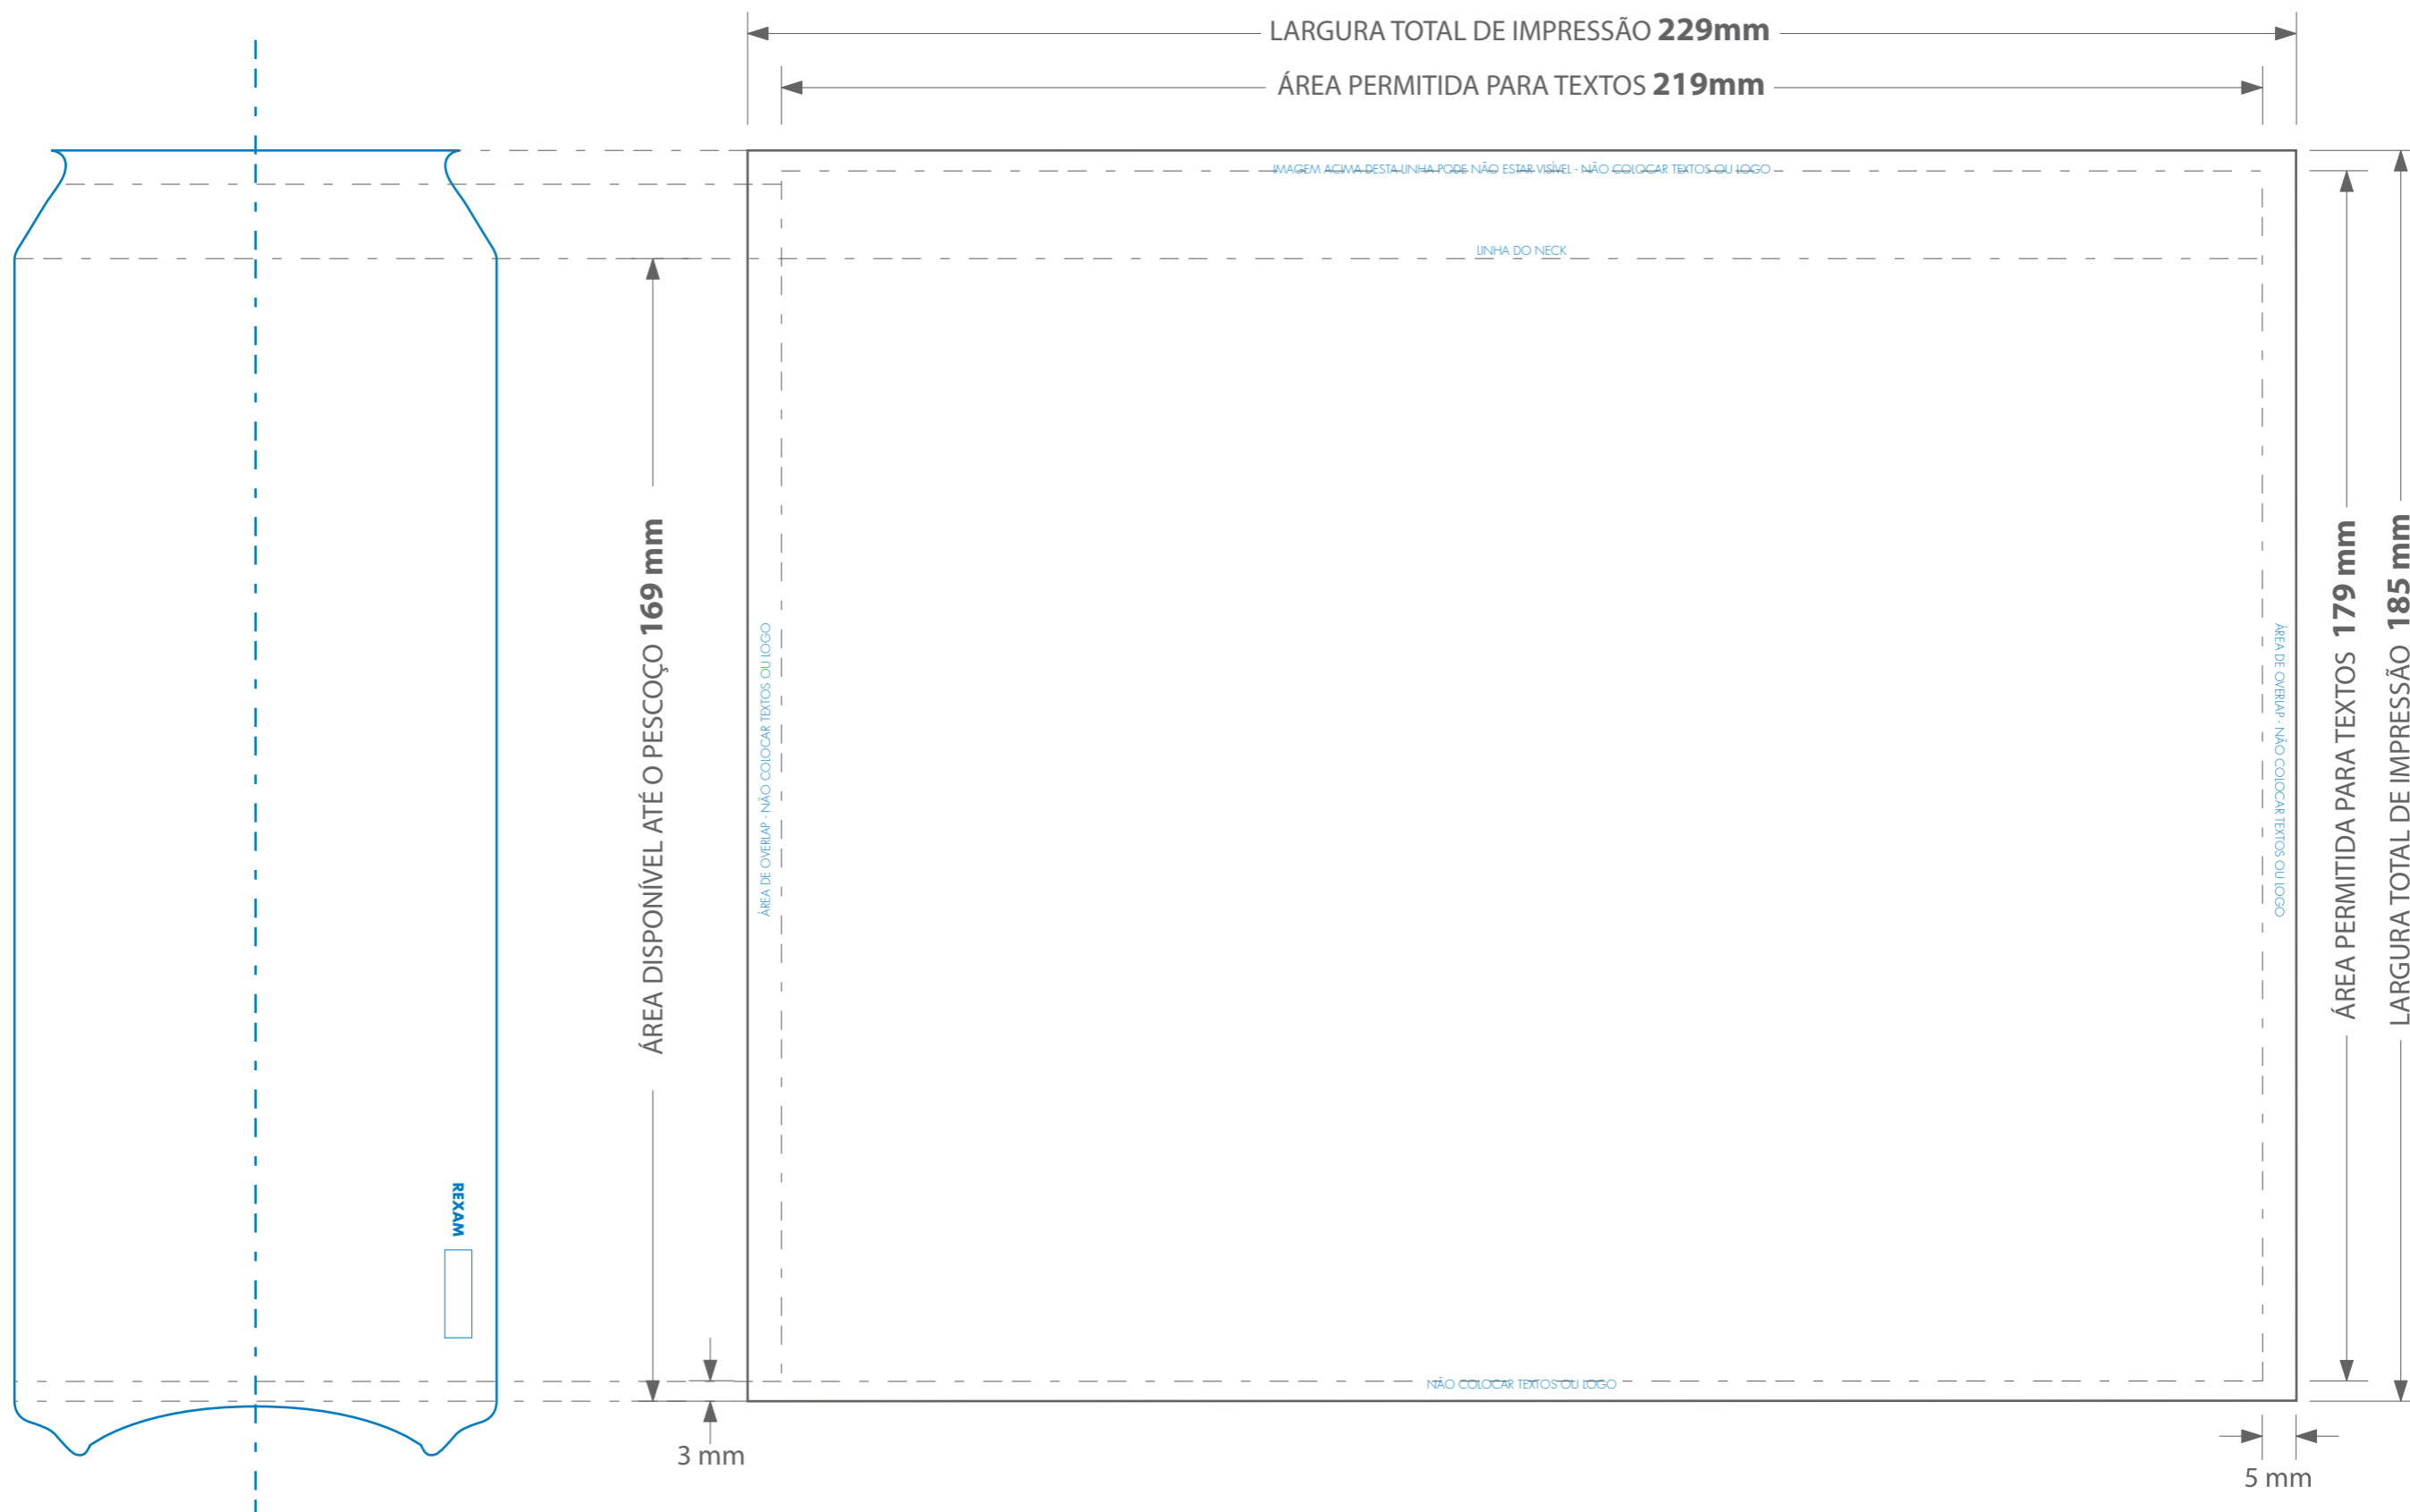 LARGURA TOTAL DE IMPRESSÃO 229mm
ÁREA PERMITIDA PARA TEXTOS 219mm
IMAGEM ACIMA DESTA LINHA PODE NÃO ESTAR VISÍVEL - NÃO COLOCAR TEXTOS OU LOGO
LINHA DO NECK
ÁREA DISPONÍVEL ATÉ O PESCOÇO 169 mm
ÁREA DE OVERLAP - NÃO COLOCAR TEXTOS OU LOGO
ÁREA DE OVERLAP - NÃO COLOCAR TEXTOS OU LOGO
ÁREA PERMITIDA PARA TEXTOS 179 mm
LARGURA TOTAL DE IMPRESSÃO 185 mm
REXAM
NÃO COLOCAR TEXTOS OU LOGO
3 mm
5 mm